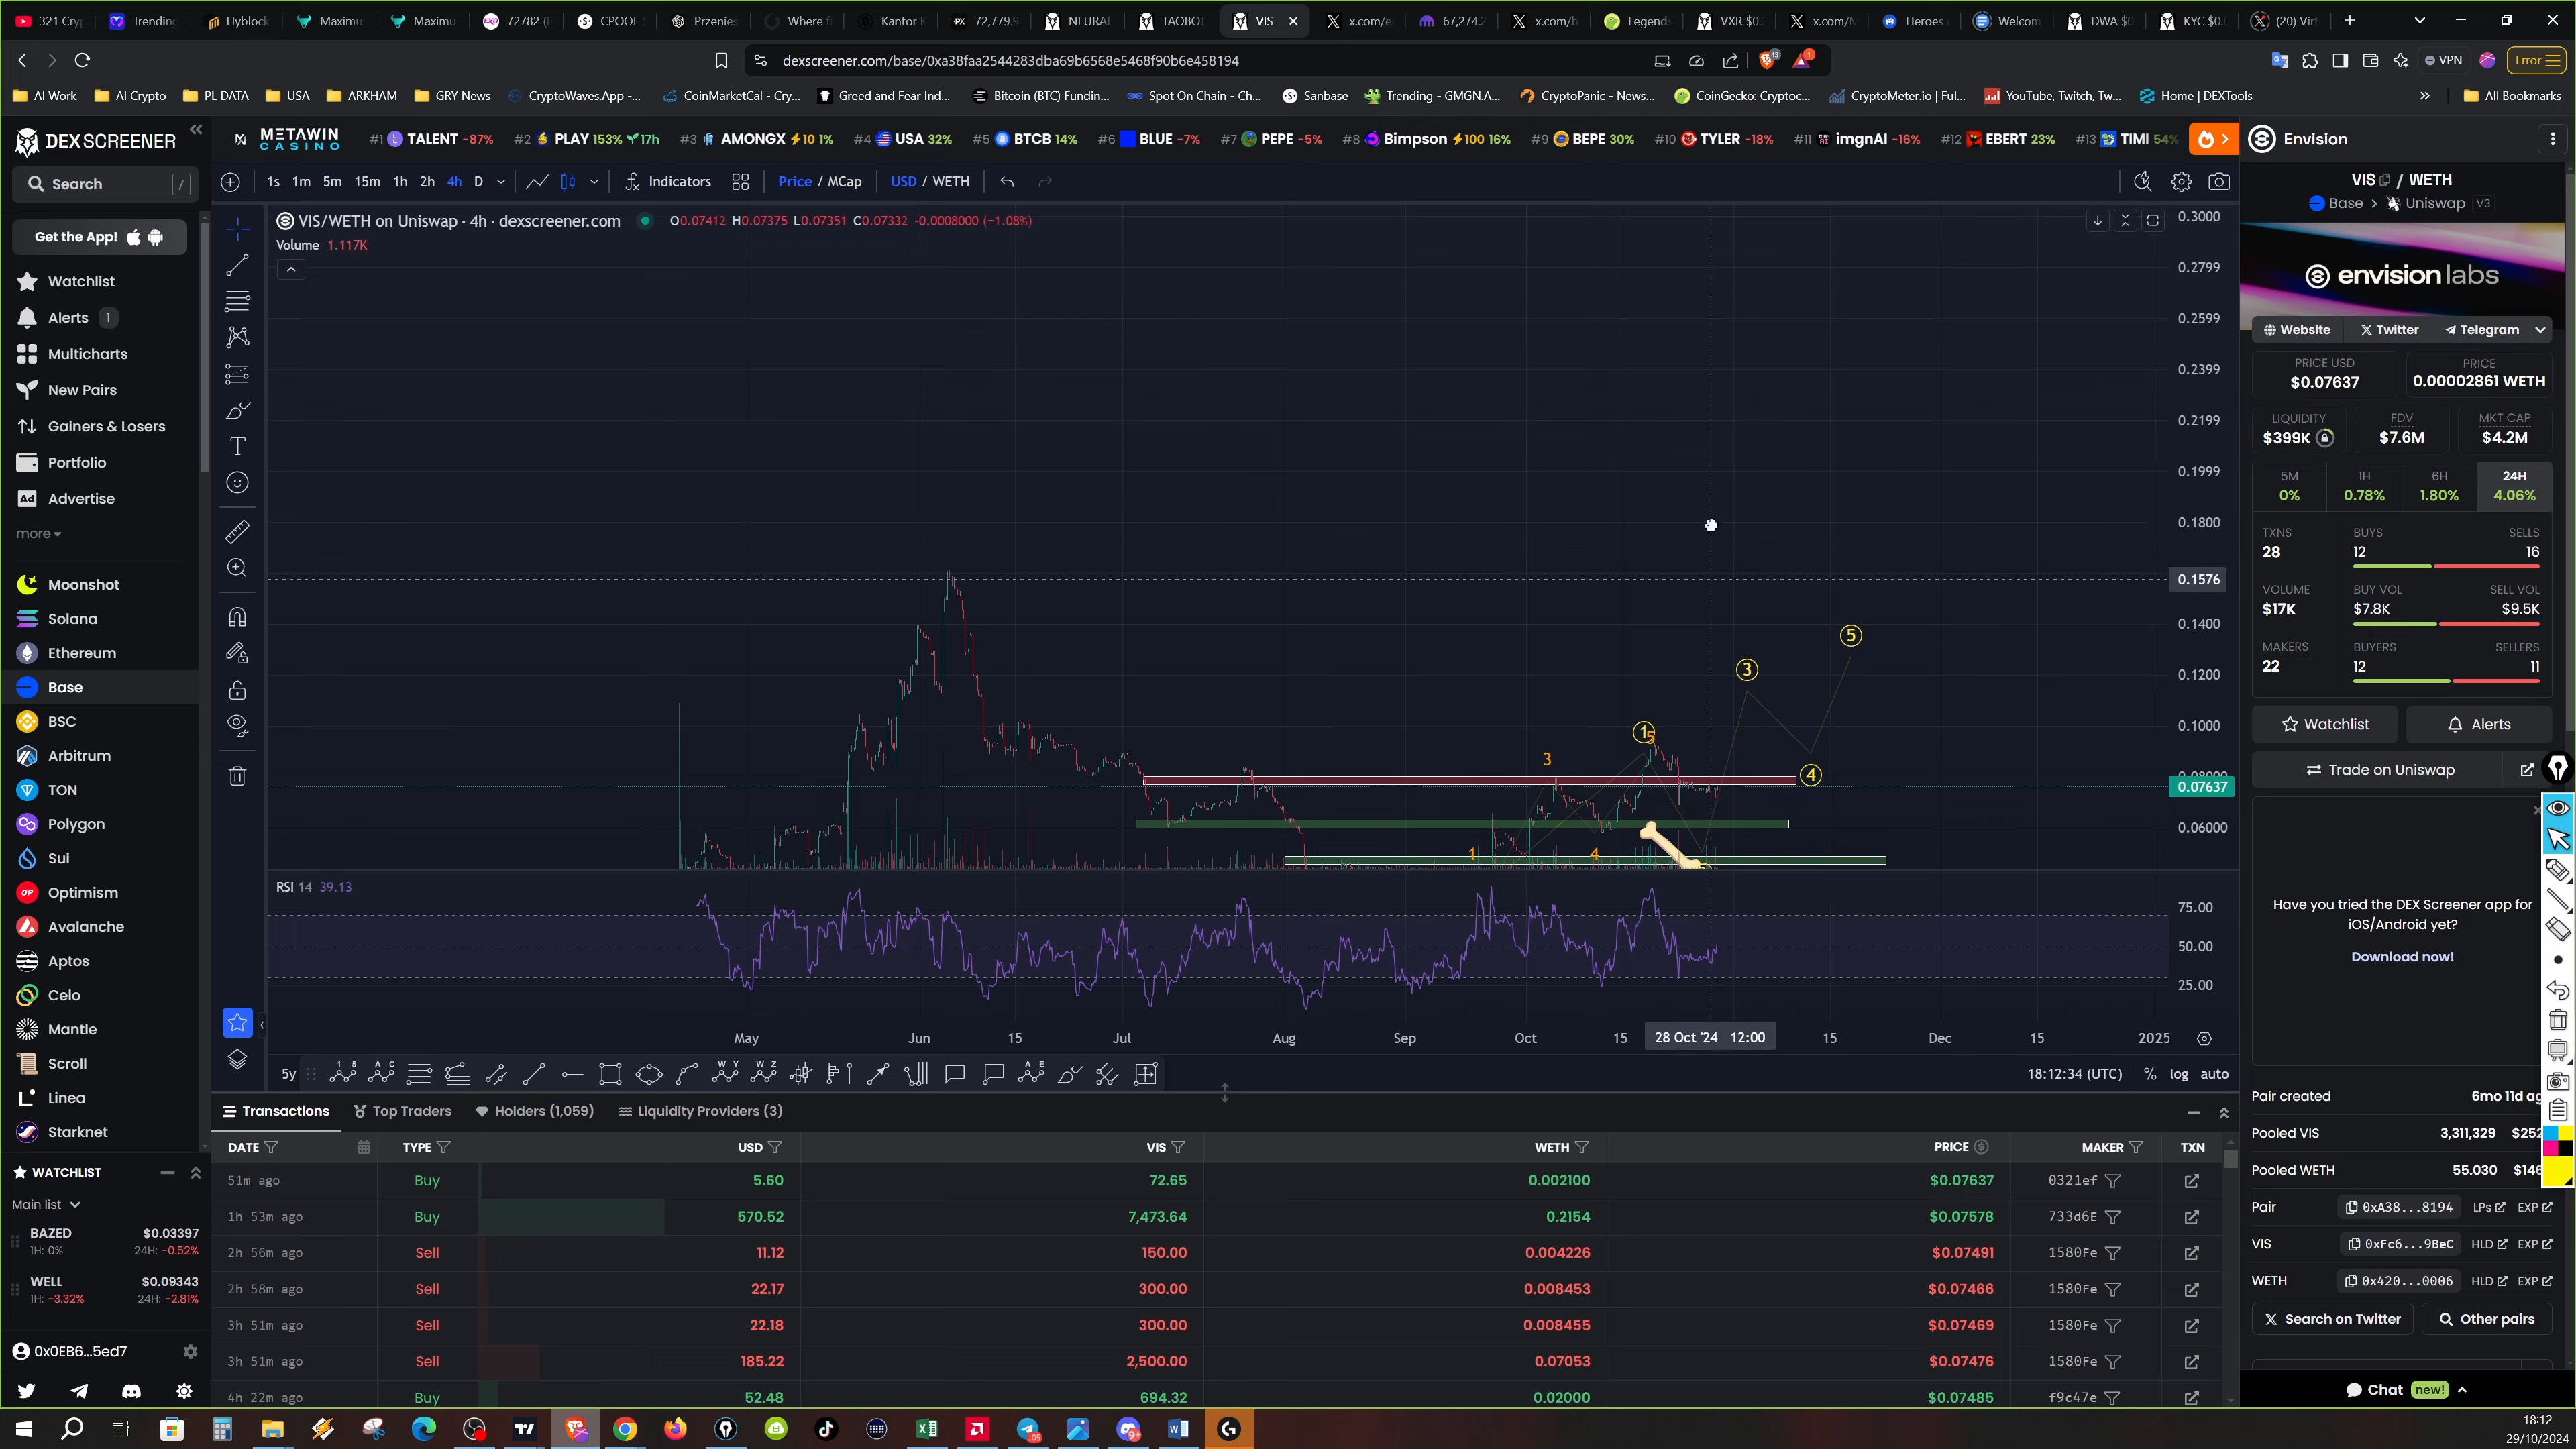 321 Cryp
Trending
Hyblock
Maximu
Maximu
72782 (E
CPOOL
Przenies
Where f
Kantor K
72,779.9
NEURAL
TAOBOT
VIS
x.com/e
67,274.2
x.com/b
Legends
VXR $0.
x.com/M
Heroes
Welcom
DWA $0
KYC $0.
(20) Virt
dexscreener.com/base/0xa38faa2544283dba69b6568e5468f90b6e458194
43
1
VPN
Error
AI Work
AI Crypto
PL DATA
USA
ARKHAM
GRY News
CryptoWaves.App -...
CoinMarketCal - Cry...
Greed and Fear Ind...
Bitcoin (BTC) Fundin...
Spot On Chain - Ch...
Sanbase
Trending - GMGN.A...
CryptoPanic - News...
CoinGecko: Cryptoc...
CryptoMeter.io | Ful...
YouTube, Twitch, Tw...
Home | DEXTools
All Bookmarks
DEXSCREENER
METAWIN CASINO
#1 TALENT -87%
#2 PLAY 153% 17h
#3 AMONGX 10 1%
#4 USA 32%
#5 BTCB 14%
#6 BLUE -7%
#7 PEPE -5%
#8 Bimpson 100 16%
#9 BEPE 30%
#10 TYLER -18%
#11 imgnAI -16%
#12 EBERT 23%
#13 TIMI 54%
Envision
Search /
Get the App!
Watchlist
Alerts 1
Multicharts
New Pairs
Gainers & Losers
Portfolio
Ad Advertise
more
Moonshot
Solana
Ethereum
Base
BSC
Arbitrum
TON
Polygon
Sui
Optimism
Avalanche
Aptos
Celo
Mantle
Scroll
Linea
Starknet
WATCHLIST
Main list
BAZED $0.03397
1H: 0% 24H: -0.52%
WELL $0.09343
1H: -3.32% 24H: -2.81%
0x0EB6...5ed7
1s 1m 5m 15m 1h 2h 4h D
Indicators
Price / MCap
USD / WETH
VIS/WETH on Uniswap · 4h · dexscreener.com
O0.07412 H0.07375 L0.07351 C0.07332 -0.0008000 (-1.08%)
Volume 1.117K
0.3000
0.2799
0.2599
0.2399
0.2199
0.1999
0.1800
0.1576
0.1400
0.1200
0.1000
0.08000
0.07637
0.06000
5
3
1
5
3
4
1
4
RSI 14 39.13
75.00
50.00
25.00
May Jun 15 Jul Aug Sep Oct 15 28 Oct '24 12:00 15 Dec 15 2025
5y
18:12:34 (UTC)
% log auto
Transactions
Top Traders
Holders (1,059)
Liquidity Providers (3)
DATE TYPE USD VIS WETH PRICE MAKER TXN
51m ago Buy 5.60 72.65 0.002100 $0.07637 0321ef
1h 53m ago Buy 570.52 7,473.64 0.2154 $0.07578 733d6E
2h 56m ago Sell 11.12 150.00 0.004226 $0.07491 1580Fe
2h 58m ago Sell 22.17 300.00 0.008453 $0.07466 1580Fe
3h 51m ago Sell 22.18 300.00 0.008455 $0.07469 1580Fe
3h 51m ago Sell 185.22 2,500.00 0.07053 $0.07476 1580Fe
4h 22m ago Buy 52.48 694.32 0.02000 $0.07485 f9c47e
VIS / WETH
Base > Uniswap V3
envision labs
Website
Twitter
Telegram
PRICE USD
$0.07637
PRICE
0.00002861 WETH
LIQUIDITY
$399K
FDV
$7.6M
MKT CAP
$4.2M
5M 1H 6H 24H
0% 0.78% 1.80% 4.06%
TXNS BUYS SELLS
28 12 16
VOLUME BUY VOL SELL VOL
$17K $7.8K $9.5K
MAKERS BUYERS SELLERS
22 12 11
Watchlist
Alerts
Trade on Uniswap
Have you tried the DEX Screener app for
iOS/Android yet?
Download now!
Pair created 6mo 11d ag
Pooled VIS 3,311,329 $252
Pooled WETH 55.030 $146
Pair 0xA38...8194 LPs EXP
VIS 0xFc6...9BeC HLD EXP
WETH 0x420...0006 HLD EXP
Search on Twitter
Other pairs
Chat new!
18:12
29/10/2024